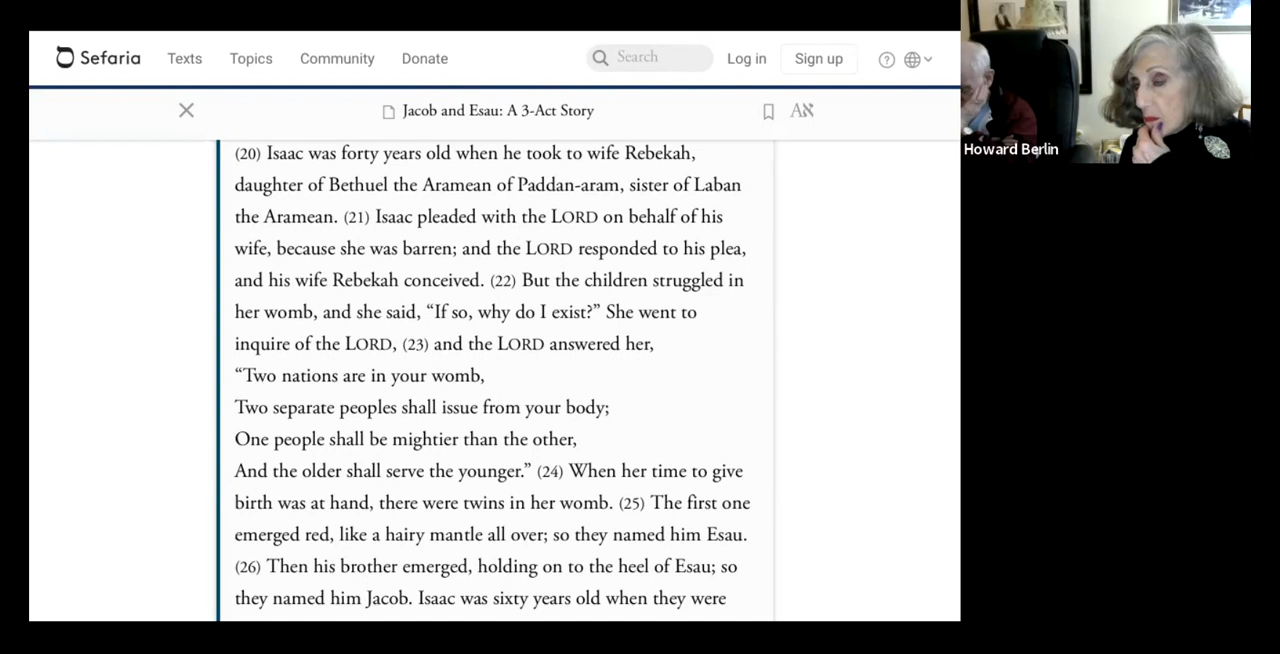 Sefaria
Texts
Topics
Community
Donate
Search
Log in
Sign up
Jacob and Esau: A 3-Act Story
Aא
Howard Berlin
(20) Isaac was forty years old when he took to wife Rebekah,
daughter of Bethuel the Aramean of Paddan-aram, sister of Laban
the Aramean. (21) Isaac pleaded with the LORD on behalf of his
wife, because she was barren; and the LORD responded to his plea,
and his wife Rebekah conceived. (22) But the children struggled in
her womb, and she said, “If so, why do I exist?” She went to
inquire of the LORD, (23) and the LORD answered her,
“Two nations are in your womb,
Two separate peoples shall issue from your body;
One people shall be mightier than the other,
And the older shall serve the younger.” (24) When her time to give
birth was at hand, there were twins in her womb. (25) The first one
emerged red, like a hairy mantle all over; so they named him Esau.
(26) Then his brother emerged, holding on to the heel of Esau; so
they named him Jacob. Isaac was sixty years old when they were